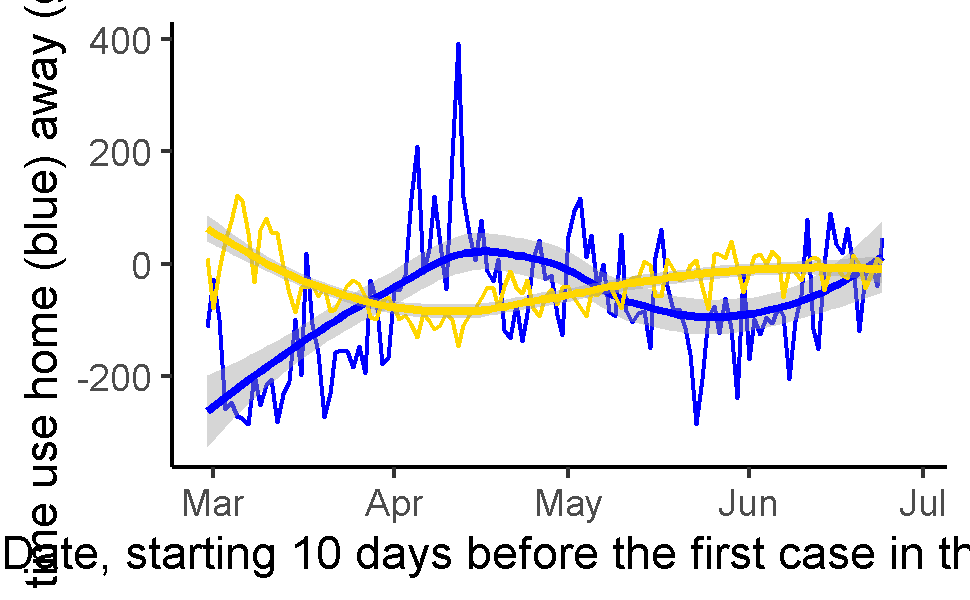 time use home (blue) away (
400
200
0
-200
Mar Apr May Jun Jul
Date, starting 10 days before the first case in th